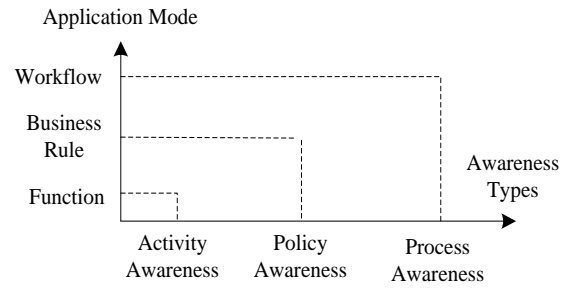 Application Mode
Workflow
Business
Rule
Function
Awareness
Types
Activity
Awareness
Policy
Awareness
Process
Awareness